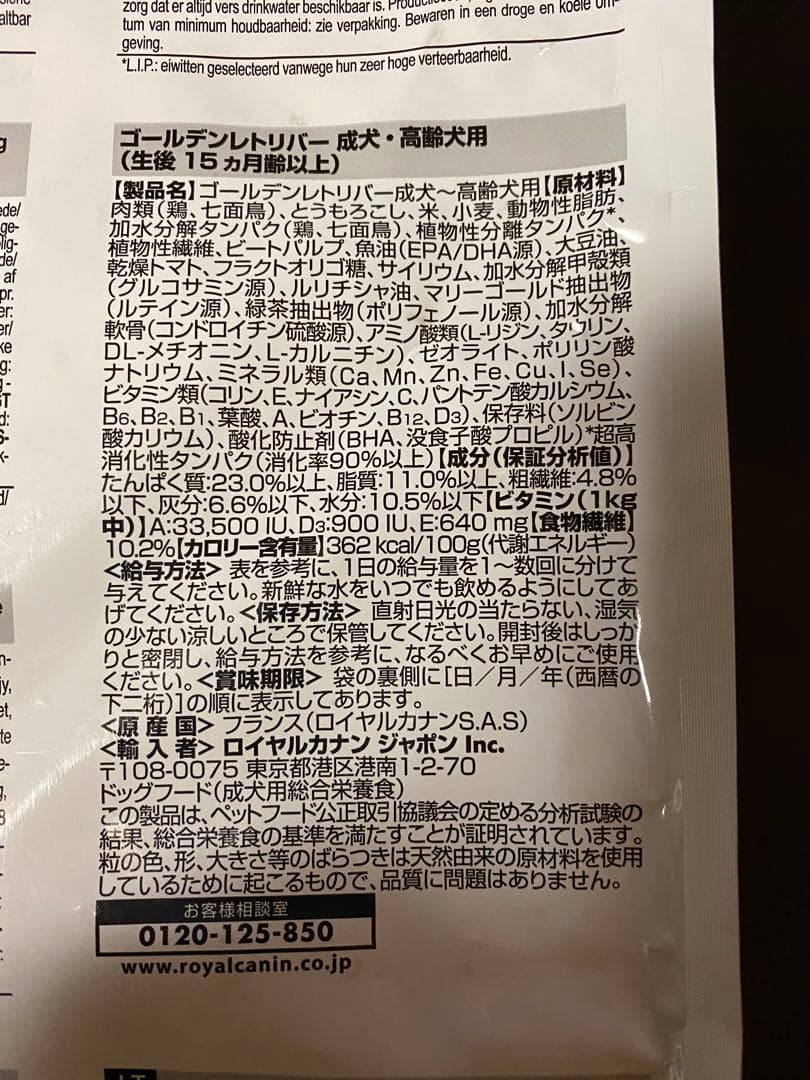 zorg dat er altijd vers drinkwater beschikbaar is.
tum van minimum houdbaarheid: zie verpakking. Bewaren in een droge en koele om-
geving.
*L.I.P.: eiwitten geselecteerd vanwege hun zeer hoge verteerbaarheid.
ゴールデンレトリバー 成犬・高齢犬用
(生後 15 ヵ月齢以上)
【製品名】ゴールデンレトリバー成犬～高齢犬用【原材料】
肉類(鶏、七面鳥)、とうもろこし、米、小麦、動物性脂肪、
加水分解タンパク(鶏、七面鳥)、植物性分離タンパク*、
植物性繊維、ビートパルプ、魚油(EPA/DHA源)、大豆油、
乾燥トマト、フラクトオリゴ糖、サイリウム、加水分解甲殻類
(グルコサミン源)、ルリチシャ油、マリーゴールド抽出物
(ルテイン源)、緑茶抽出物(ポリフェノール源)、加水分解
軟骨(コンドロイチン硫酸源)、アミノ酸類(L-リジン、タウリン、
DL-メチオニン、L-カルニチン)、ゼオライト、ポリリン酸
ナトリウム、ミネラル類(Ca、Mn、Zn、Fe、Cu、I、Se)、
ビタミン類(コリン、E、ナイアシン、C、パントテン酸カルシウム、
B6、B2、B1、葉酸、A、ビオチン、B12、D3)、保存料(ソルビン
酸カリウム)、酸化防止剤(BHA、没食子酸プロピル)*超高
消化性タンパク(消化率90%以上)【成分(保証分析値)】
たんぱく質:23.0%以上、脂質:11.0%以上、粗繊維:4.8%
以下、灰分:6.6%以下、水分:10.5%以下【ビタミン(1kg
中)】A:33,500 IU、D3:900 IU、E:640 mg【食物繊維】
10.2%【カロリー含有量】362 kcal/100g(代謝エネルギー)
<給与方法> 表を参考に、1日の給与量を1～数回に分けて
与えてください。新鮮な水をいつでも飲めるようにしてあ
げてください。<保存方法> 直射日光の当たらない、湿気
の少ない涼しいところで保管してください。開封後はしっか
りと密閉し、給与方法を参考に、なるべくお早めにご使用
ください。<賞味期限> 袋の裏側に[日／月／年(西暦の
下二桁)]の順に表示してあります。
<原 産 国> フランス(ロイヤルカナンS.A.S)
<輸 入 者> ロイヤルカナン ジャポン Inc.
〒108-0075 東京都港区港南1-2-70
ドッグフード(成犬用総合栄養食)
この製品は、ペットフード公正取引協議会の定める分析試験の
結果、総合栄養食の基準を満たすことが証明されています。
粒の色、形、大きさ等のばらつきは天然由来の原材料を使用
しているために起こるもので、品質に問題はありません。
お客様相談室
0120-125-850
www.royalcanin.co.jp